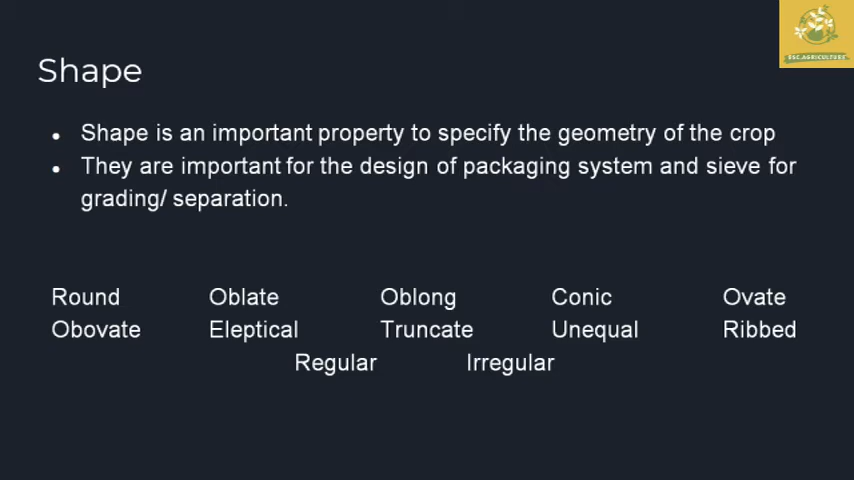 BSC.AGRICULTURE
Shape
● Shape is an important property to specify the geometry of the crop
● They are important for the design of packaging system and sieve for
grading/ separation.
Round Oblate Oblong Conic Ovate
Obovate Eleptical Truncate Unequal Ribbed
Regular Irregular